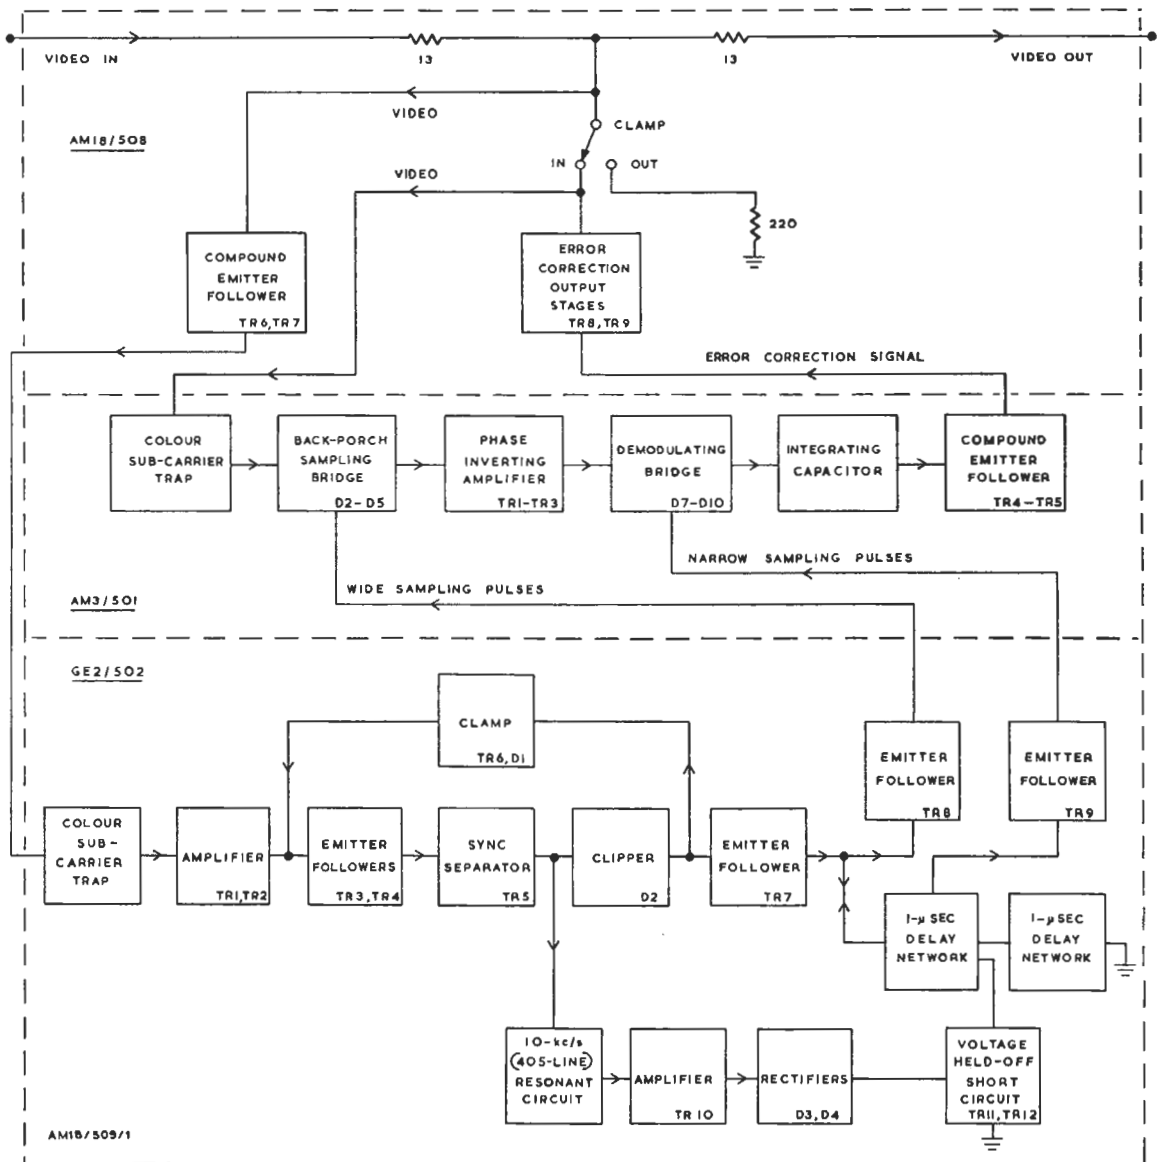 VIDEO IN
13
13
VIDEO OUT
VIDEO
CLAMP
AM18/508
IN
OUT
VIDEO
220
COMPOUND
EMITTER
FOLLOWER
TR6,TR7
ERROR
CORRECTION
OUTPUT
STAGES
TR8,TR9
ERROR CORRECTION SIGNAL
COLOUR
SUB-CARRIER
TRAP
BACK-PORCH
SAMPLING
BRIDGE
D2-D5
PHASE
INVERTING
AMPLIFIER
TR1-TR3
DEMODULATING
BRIDGE
D7-D10
INTEGRATING
CAPACITOR
COMPOUND
EMITTER
FOLLOWER
TR4-TR5
NARROW SAMPLING PULSES
WIDE SAMPLING PULSES
AM3/501
GE2/502
CLAMP
TR6,D1
EMITTER
FOLLOWER
TR8
EMITTER
FOLLOWER
TR9
COLOUR
SUB-
CARRIER
TRAP
AMPLIFIER
TR1,TR2
EMITTER
FOLLOWERS
TR3,TR4
SYNC
SEPARATOR
TR5
CLIPPER
D2
EMITTER
FOLLOWER
TR7
1-μSEC
DELAY
NETWORK
1-μSEC
DELAY
NETWORK
10-kc/s
(405-LINE)
RESONANT
CIRCUIT
AMPLIFIER
TR10
RECTIFIERS
D3,D4
VOLTAGE
HELD-OFF
SHORT
CIRCUIT
TR11,TR12
AM18/509/1